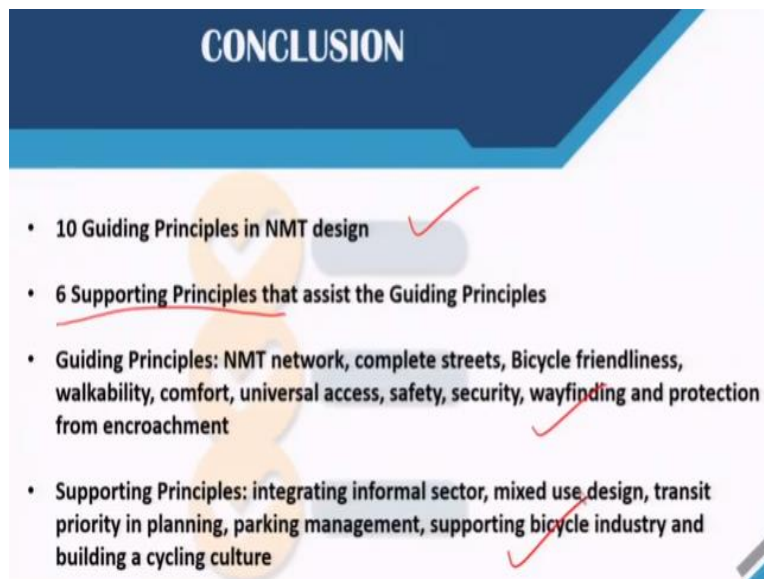 CONCLUSION
• 10 Guiding Principles in NMT design
• 6 Supporting Principles that assist the Guiding Principles
• Guiding Principles: NMT network, complete streets, Bicycle friendliness,
walkability, comfort, universal access, safety, security, wayfinding and protection
from encroachment
• Supporting Principles: integrating informal sector, mixed use design, transit
priority in planning, parking management, supporting bicycle industry and
building a cycling culture